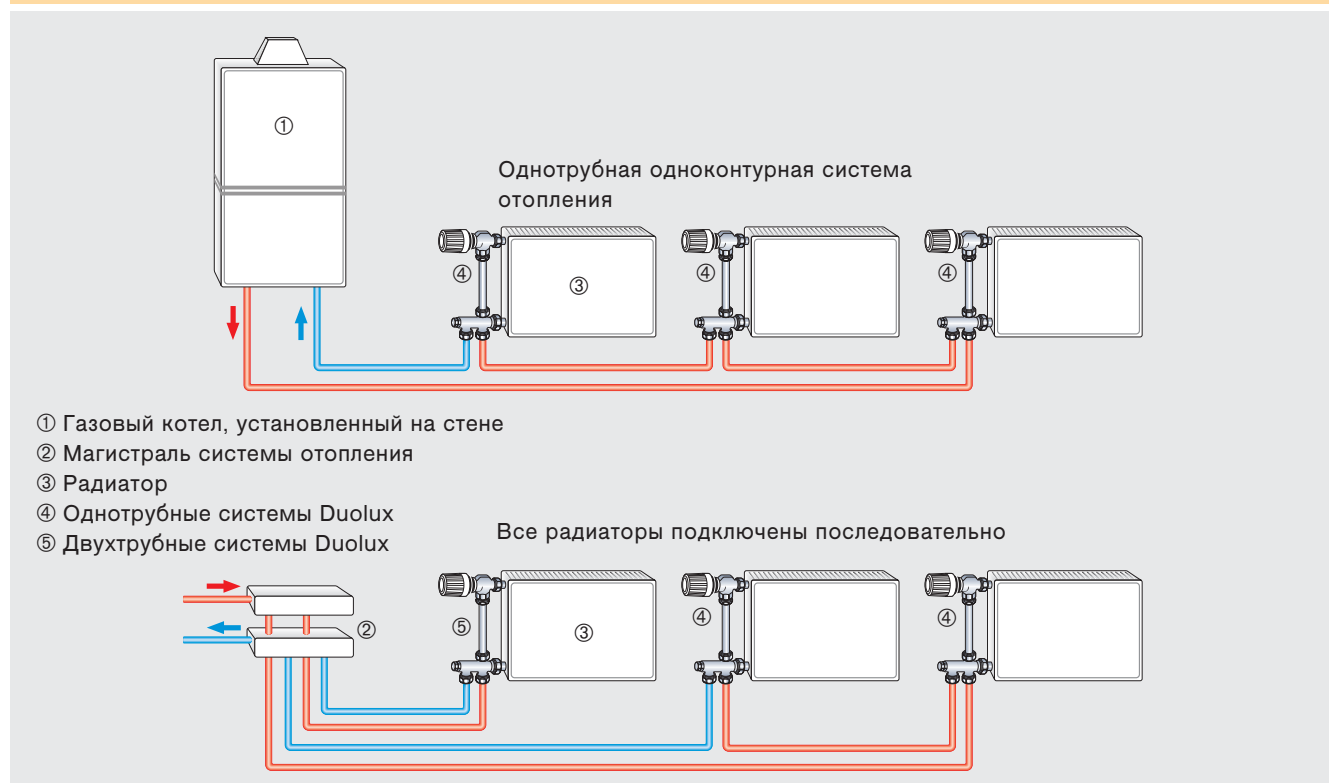 ①
Однотрубная одноконтурная система
отопления
④
③
④
④
① Газовый котел, установленный на стене
② Магистраль системы отопления
③ Радиатор
④ Однотрубные системы Duolux
⑤ Двухтрубные системы Duolux
Все радиаторы подключены последовательно
②
⑤
③
④
④